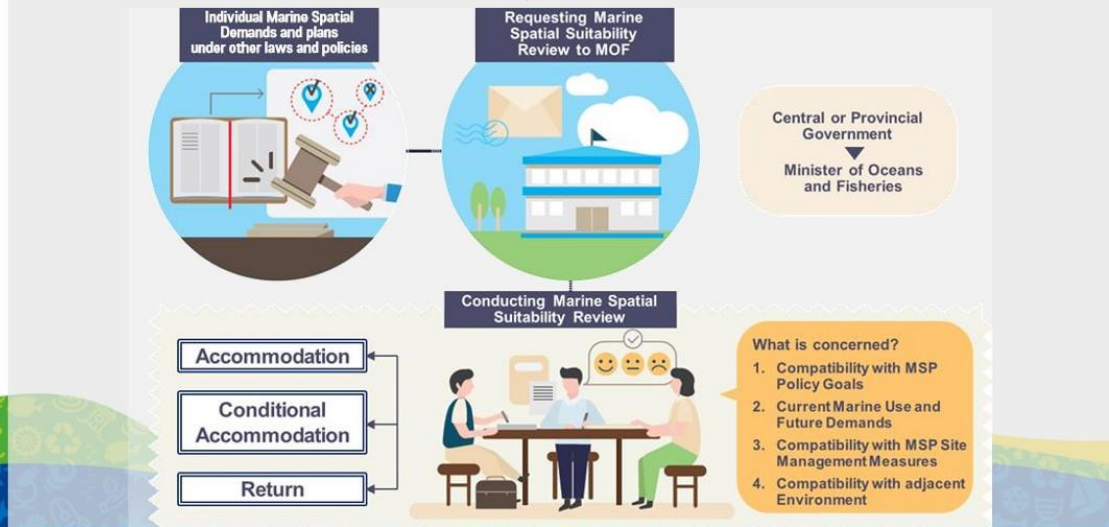 Individual Marine Spatial
Demands and plans
under other laws and policies
Requesting Marine
Spatial Suitability
Review to MOF
Central or Provincial
Government
Minister of Oceans
and Fisheries
Conducting Marine Spatial
Suitability Review
Accommodation
Conditional
Accommodation
Return
What is concerned?
1. Compatibility with MSP
Policy Goals
2. Current Marine Use and
Future Demands
3. Compatibility with MSP Site
Management Measures
4. Compatibility with adjacent
Environment